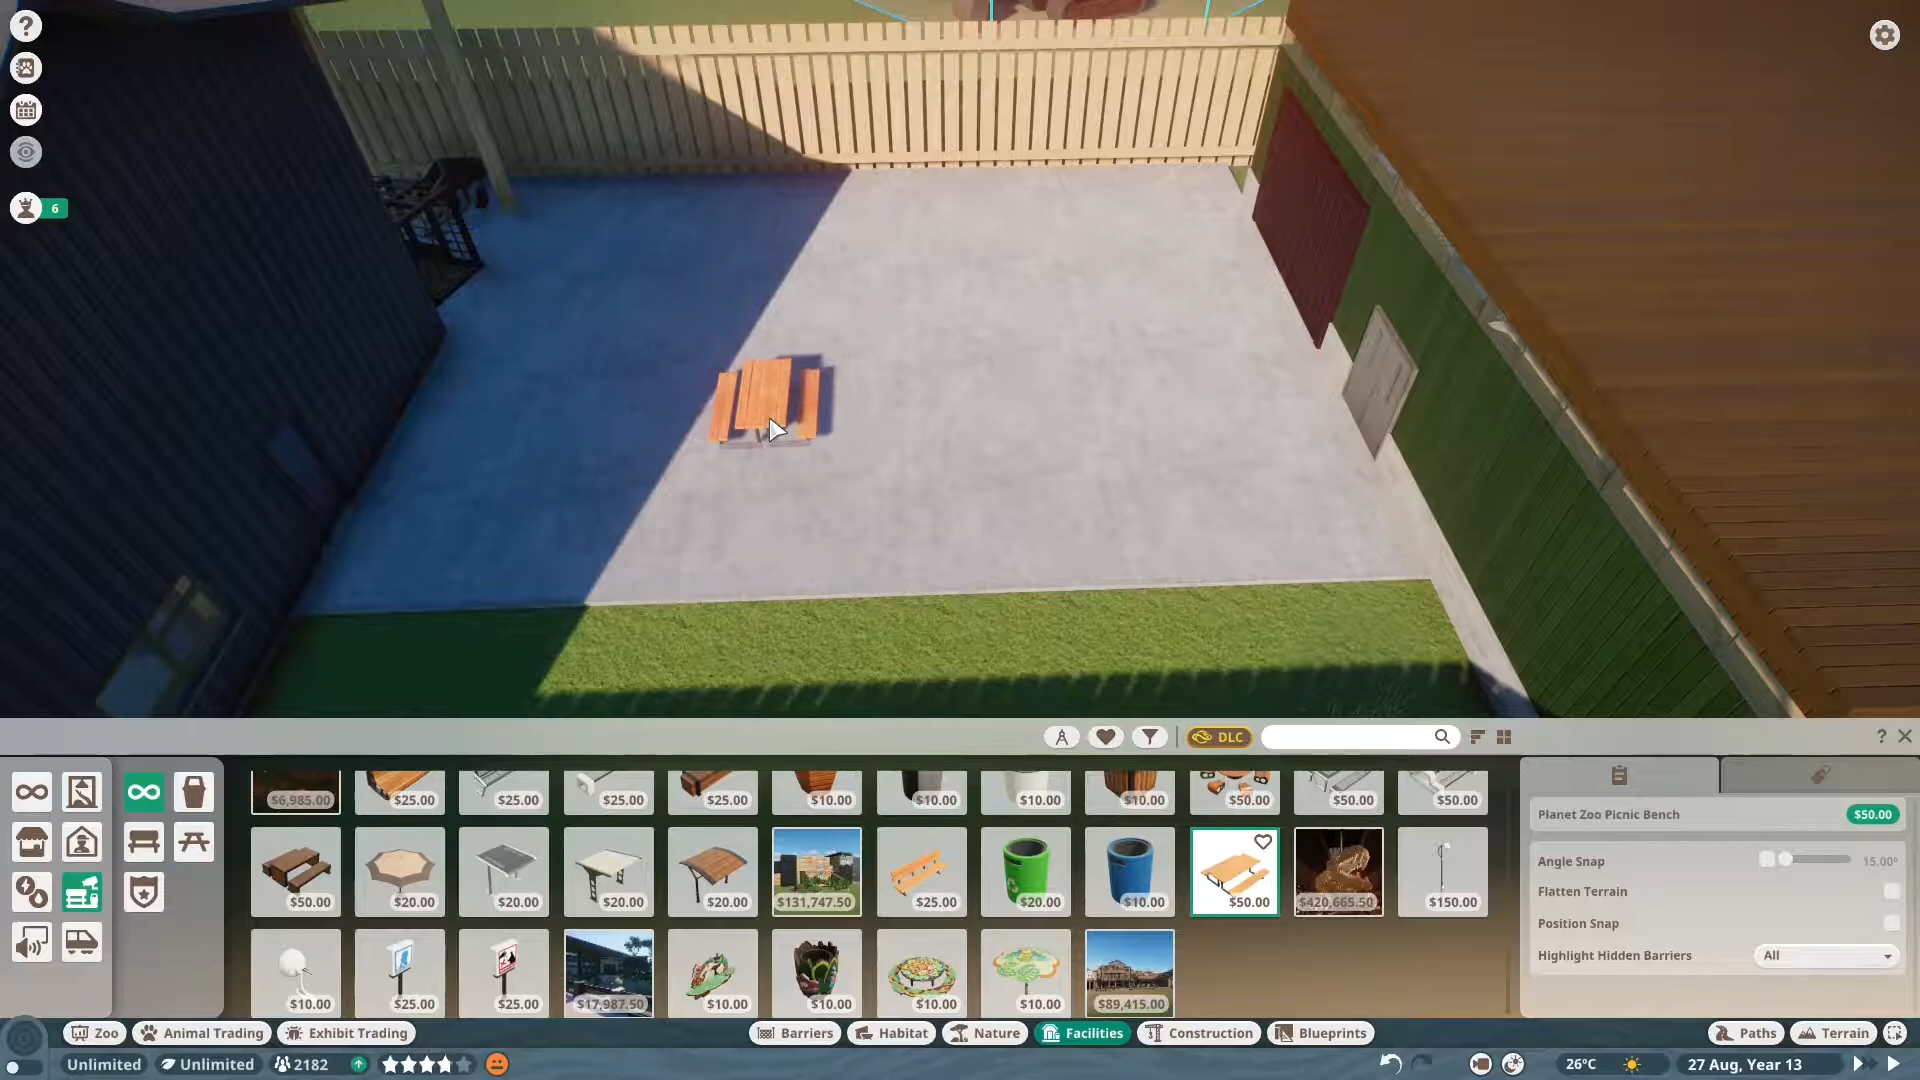 ?
6
DLC
?
$6,985.00 $25.00 $25.00 $25.00 $25.00 $10.00 $10.00 $10.00 $10.00 $50.00 $50.00 $50.00
$50.00 $20.00 $20.00 $20.00 $20.00 $131,747.50 $25.00 $20.00 $10.00 $50.00 $420,665.50 $150.00
$10.00 $25.00 $25.00 $17,987.50 $10.00 $10.00 $10.00 $10.00 $89,415.00
Planet Zoo Picnic Bench $50.00
Angle Snap 15.00°
Flatten Terrain
Position Snap
Highlight Hidden Barriers All
Zoo Animal Trading Exhibit Trading Barriers Habitat Nature Facilities Construction Blueprints Paths Terrain
Unlimited Unlimited 2182 26ºC 27 Aug, Year 13